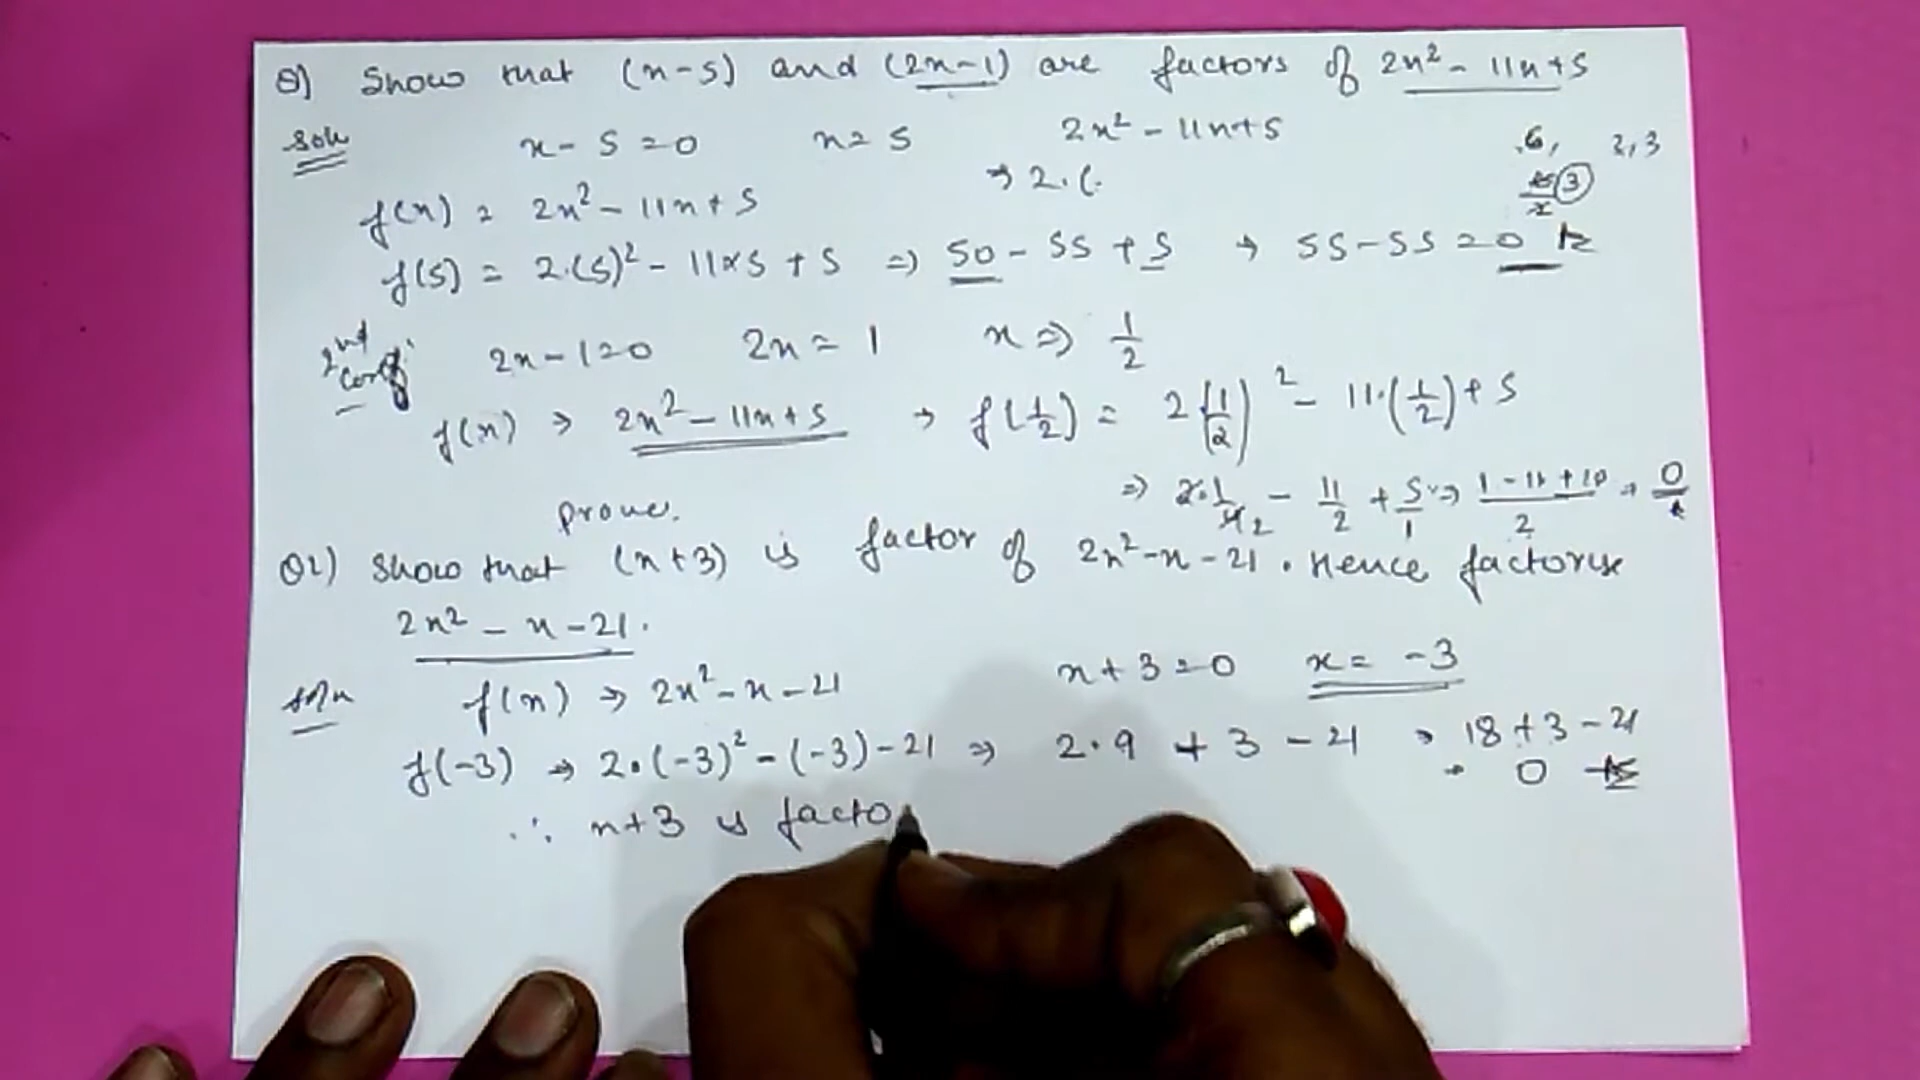 Q) Show that (x-5) and (2x-1) are factors of 2x² - 11x+5
Soln x - 5 = 0 x = 5 2x² - 11x+5 6, 2,3
⇒ 2.(. 3
f(x) = 2x² - 11x+5
f(5) = 2.(5)² - 11×5 + 5 ⇒ 50 - 55 + 5 → 55-55 = 0
2nd 2x-1=0 2x = 1 x ⇒ 1/2
f(x) → 2x² - 11x+5 → f(1/2) = 2(1/2)² - 11.(1/2) + 5
⇒ 2.1/42 - 11/2 + 5/1 ⇒ 1-11+10/2 → 0
prove.
Q2) Show that (x+3) is factor of 2x²-x-21. Hence factorise
2x² - x - 21.
Soln f(x) → 2x² - x - 21 x+3=0 x = -3
f(-3) → 2.(-3)² - (-3) - 21 ⇒ 2.9 + 3 - 21 → 18+3-21
→ 0
∴ x+3 is facto